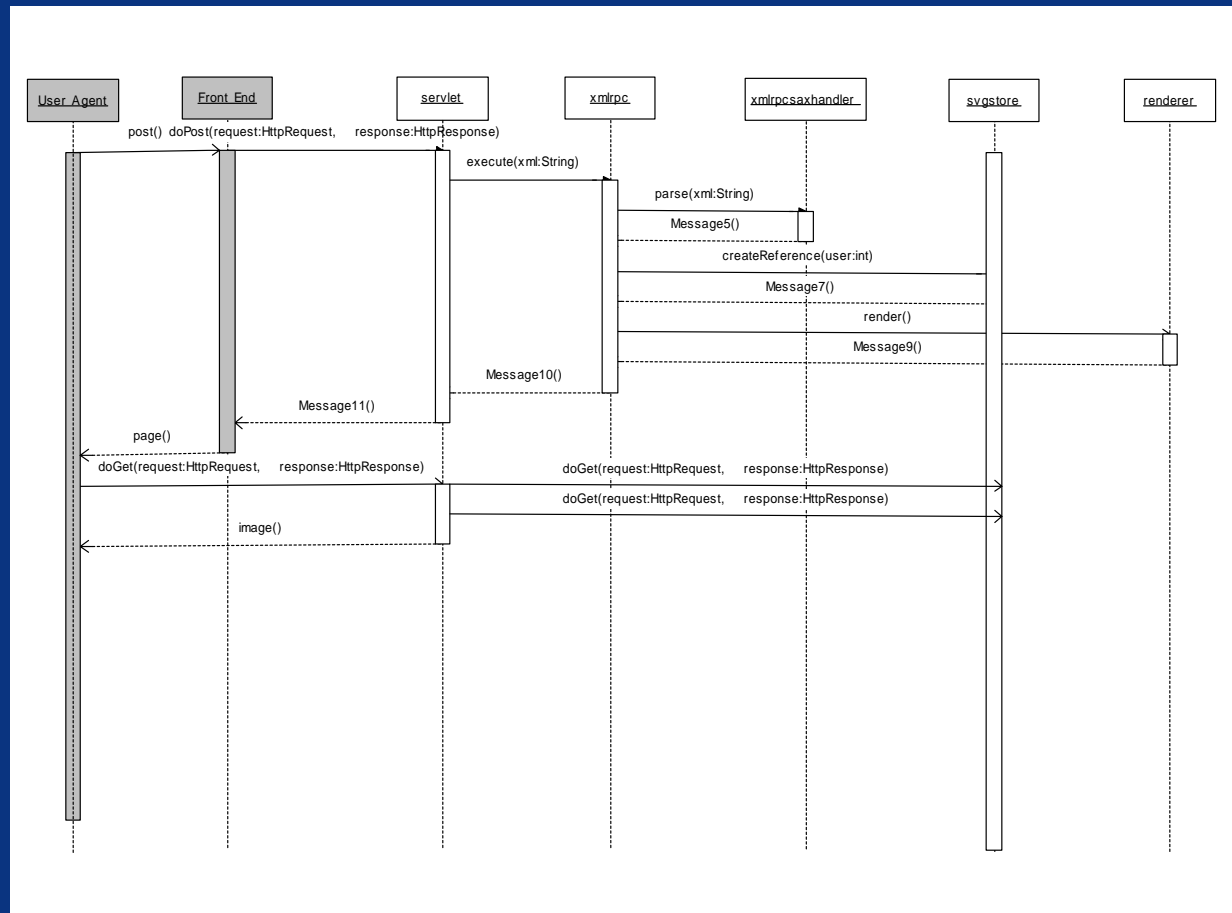 User Agent
Front End
servlet
xmlrpc
xmlrpcsaxhandler
svgstore
renderer
post()
doPost(request:HttpRequest, response:HttpResponse)
execute(xml:String)
parse(xml:String)
Message5()
createReference(user:int)
Message7()
render()
Message9()
Message10()
Message11()
page()
doGet(request:HttpRequest, response:HttpResponse)
doGet(request:HttpRequest, response:HttpResponse)
doGet(request:HttpRequest, response:HttpResponse)
image()